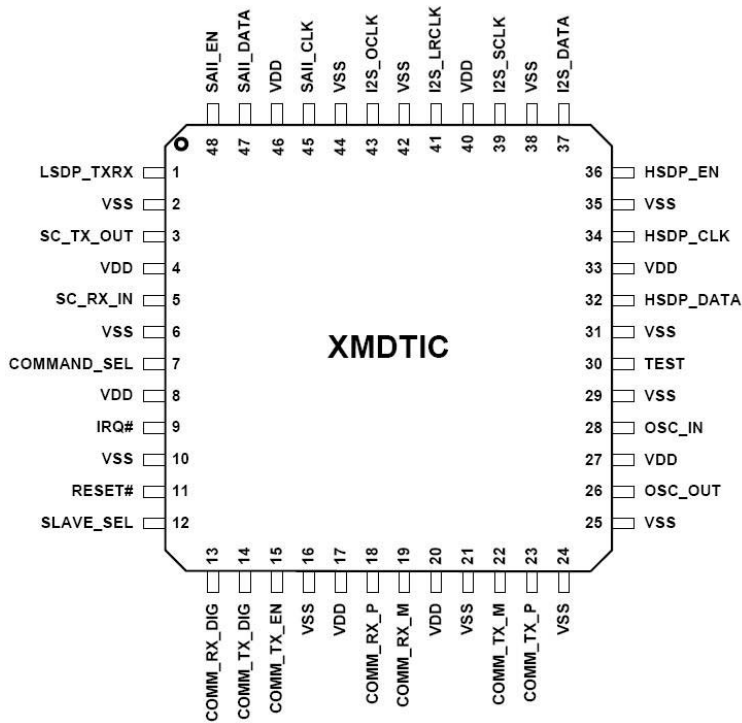 SAII_EN SAII_DATA VDD SAII_CLK VSS I2S_OCLK VSS I2S_LRCLK VDD I2S_SCLK VSS I2S_DATA
48 47 46 45 44 43 42 41 40 39 38 37
LSDP_TXRX 1 36 HSDP_EN
VSS 2 35 VSS
SC_TX_OUT 3 34 HSDP_CLK
VDD 4 33 VDD
SC_RX_IN 5 32 HSDP_DATA
VSS 6 31 VSS
XMDTIC
COMMAND_SEL 7 30 TEST
VDD 8 29 VSS
IRQ# 9 28 OSC_IN
VSS 10 27 VDD
RESET# 11 26 OSC_OUT
SLAVE_SEL 12 25 VSS
13 14 15 16 17 18 19 20 21 22 23 24
COMM_RX_DIG COMM_TX_DIG COMM_TX_EN VSS VDD COMM_RX_P COMM_RX_M VDD VSS COMM_TX_M COMM_TX_P VSS